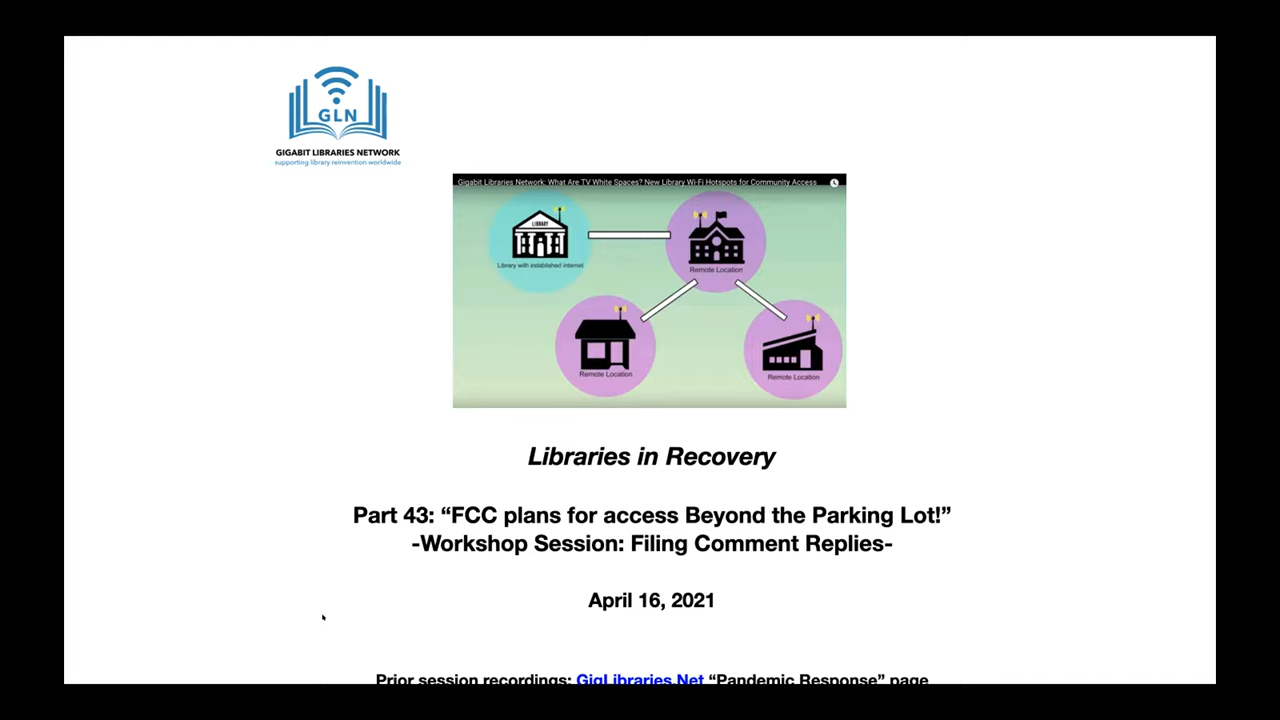 GLN
GIGABIT LIBRARIES NETWORK
supporting library reinvention worldwide
Gigabit Libraries Network: What Are TV White Spaces? New Library Wi-Fi Hotspots for Community Access
LIBRARY
Library with established internet
Remote Location
Remote Location
Remote Location
Libraries in Recovery
Part 43: “FCC plans for access Beyond the Parking Lot!”
-Workshop Session: Filing Comment Replies-
April 16, 2021
Prior session recordings: GigLibraries.Net “Pandemic Response” page